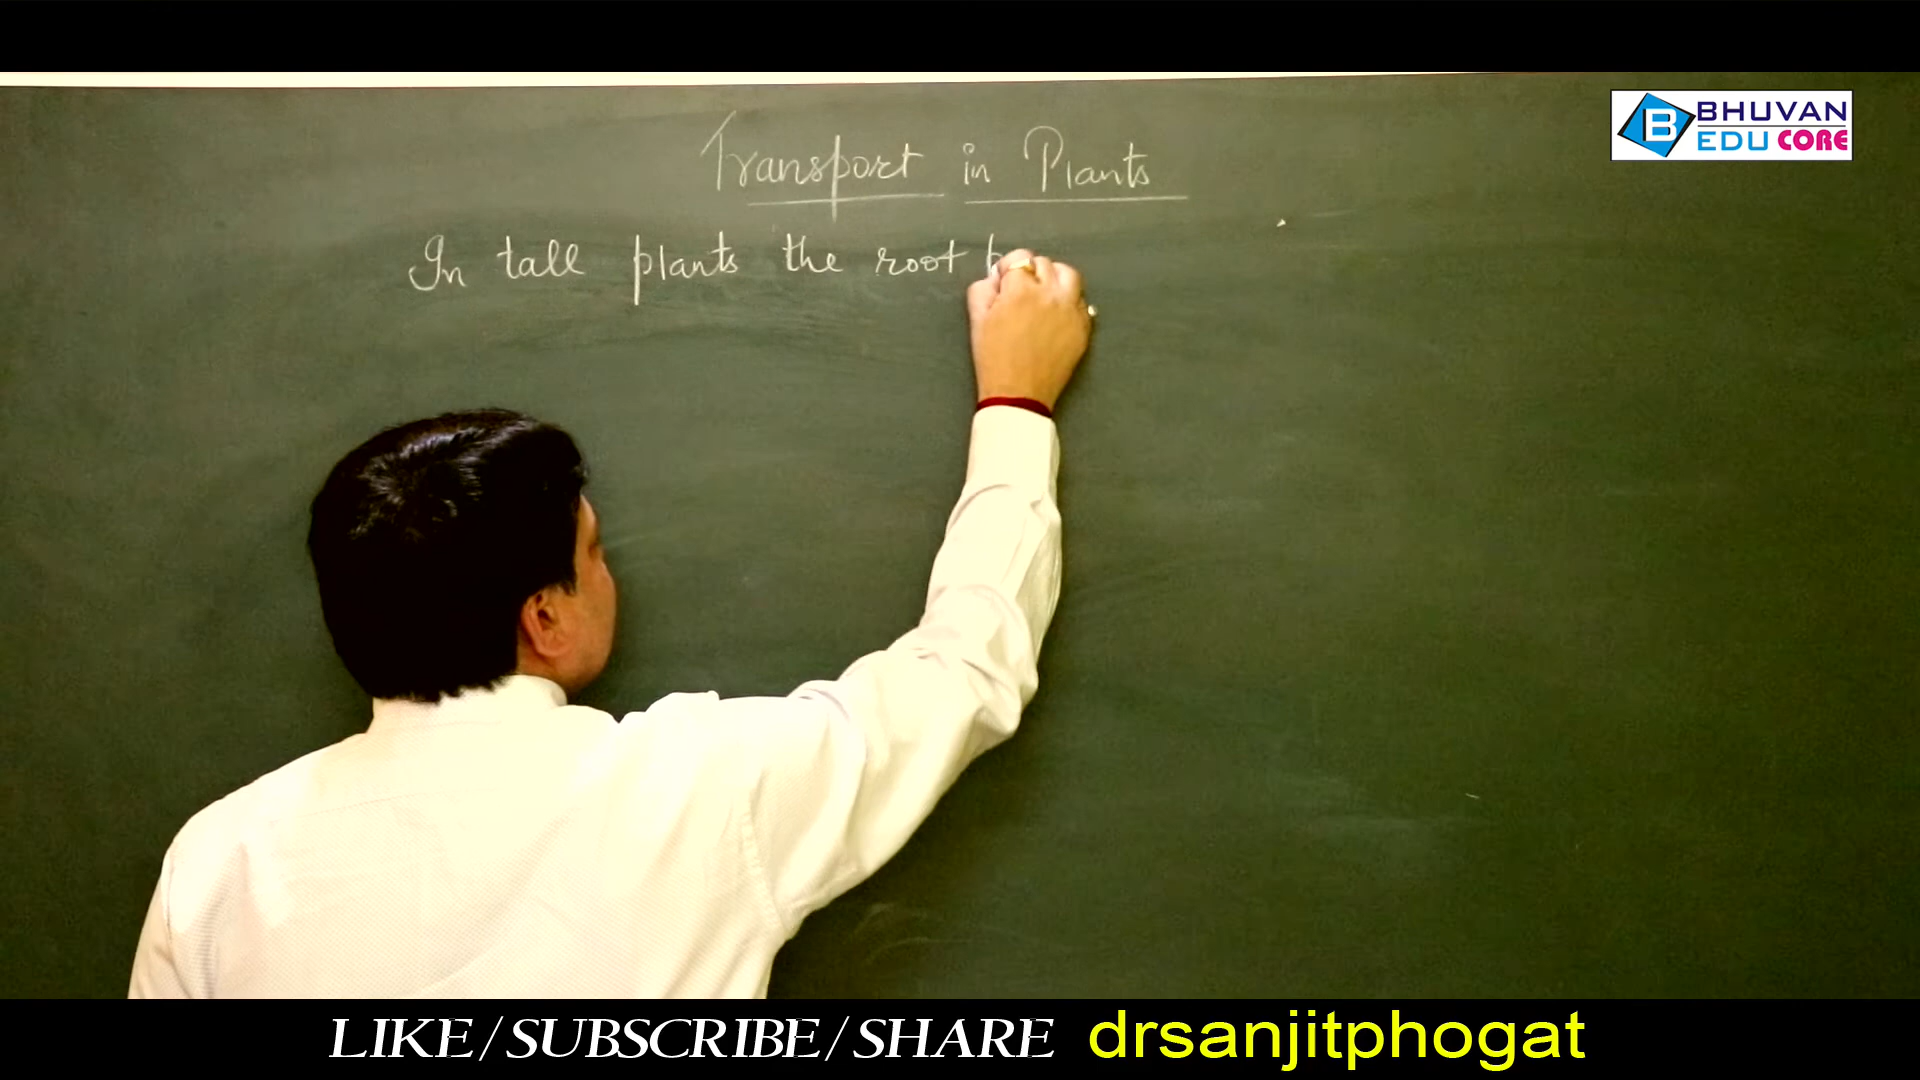 BHUVAN
B EDU CORE
Transport in Plants
In tall plants the root
LIKE/SUBSCRIBE/SHARE drsanjitphogat